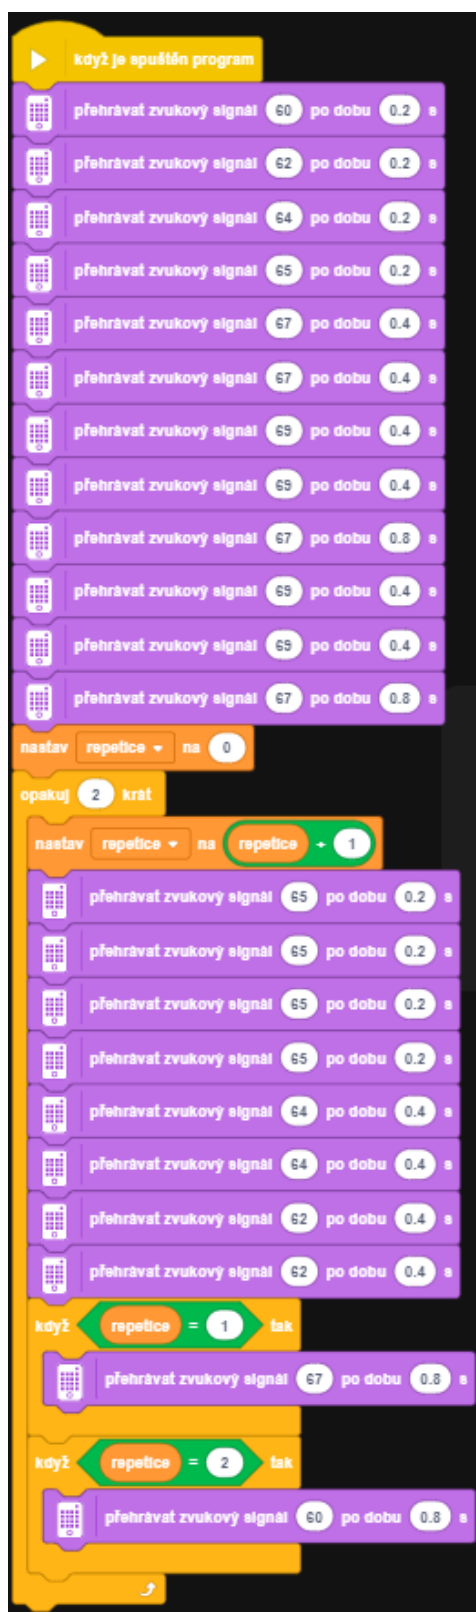 když je spuštěn program
přehrávat zvukový signál 60 po dobu 0.2 s
přehrávat zvukový signál 62 po dobu 0.2 s
přehrávat zvukový signál 64 po dobu 0.2 s
přehrávat zvukový signál 65 po dobu 0.2 s
přehrávat zvukový signál 67 po dobu 0.4 s
přehrávat zvukový signál 67 po dobu 0.4 s
přehrávat zvukový signál 69 po dobu 0.4 s
přehrávat zvukový signál 69 po dobu 0.4 s
přehrávat zvukový signál 67 po dobu 0.8 s
přehrávat zvukový signál 69 po dobu 0.4 s
přehrávat zvukový signál 69 po dobu 0.4 s
přehrávat zvukový signál 67 po dobu 0.8 s
nastav repetice na 0
opakuj 2 krát
nastav repetice na repetice + 1
přehrávat zvukový signál 65 po dobu 0.2 s
přehrávat zvukový signál 65 po dobu 0.2 s
přehrávat zvukový signál 65 po dobu 0.2 s
přehrávat zvukový signál 65 po dobu 0.2 s
přehrávat zvukový signál 64 po dobu 0.4 s
přehrávat zvukový signál 64 po dobu 0.4 s
přehrávat zvukový signál 62 po dobu 0.4 s
přehrávat zvukový signál 62 po dobu 0.4 s
když repetice = 1 tak
přehrávat zvukový signál 67 po dobu 0.8 s
když repetice = 2 tak
přehrávat zvukový signál 60 po dobu 0.8 s